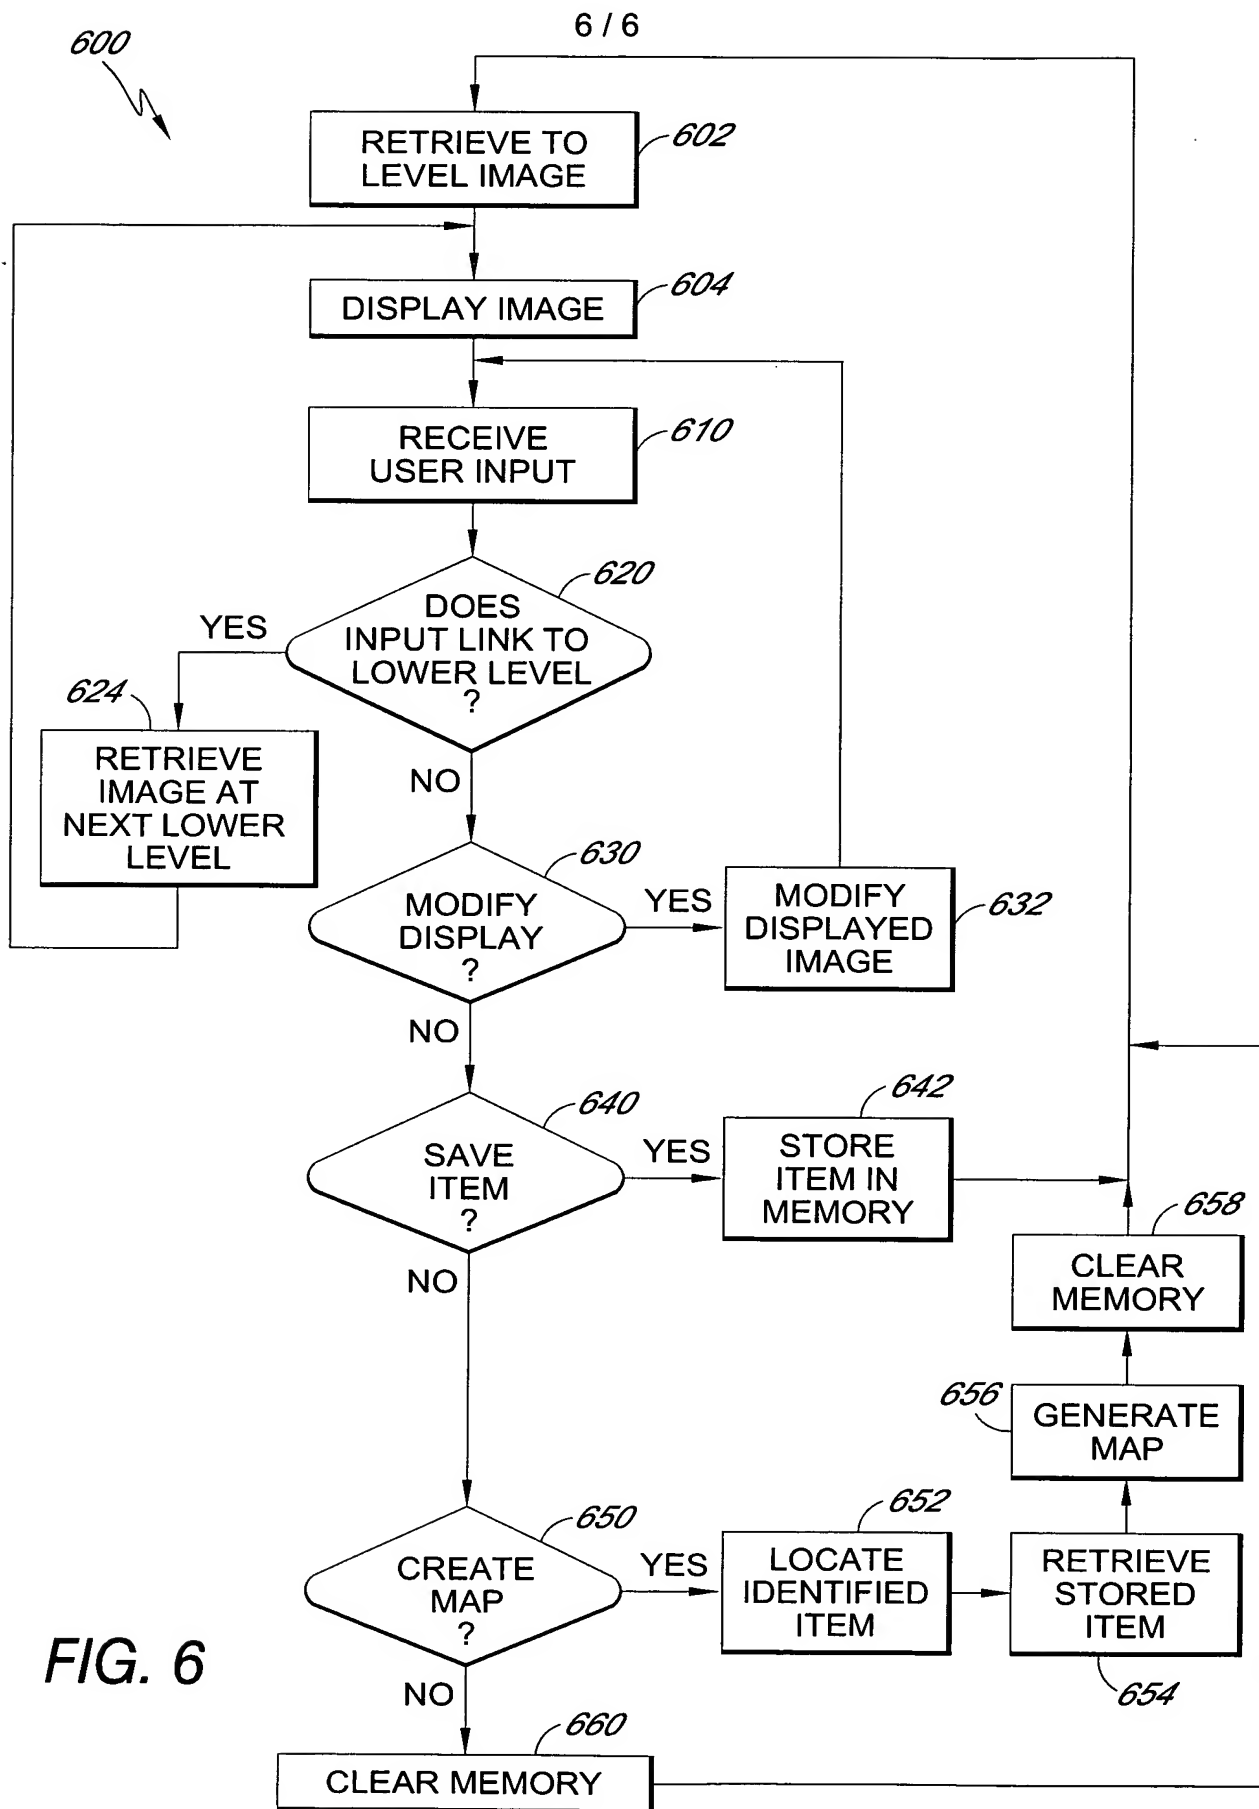 6 / 6
600
RETRIEVE TO
LEVEL IMAGE
602
DISPLAY IMAGE
604
RECEIVE
USER INPUT
610
DOES
INPUT LINK TO
LOWER LEVEL
?
620
YES
624
RETRIEVE
IMAGE AT
NEXT LOWER
LEVEL
NO
MODIFY
DISPLAY
?
630
YES
MODIFY
DISPLAYED
IMAGE
632
NO
SAVE
ITEM
?
640
YES
STORE
ITEM IN
MEMORY
642
NO
658
CLEAR
MEMORY
656
GENERATE
MAP
CREATE
MAP
?
650
YES
LOCATE
IDENTIFIED
ITEM
652
RETRIEVE
STORED
ITEM
654
NO
CLEAR MEMORY
660
FIG. 6